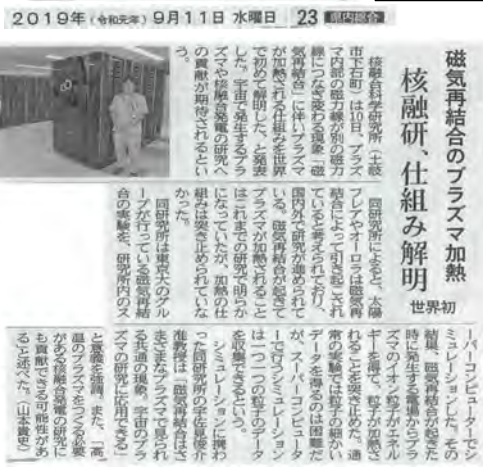 2019年(令和元年)9月11日 水曜日 23 県内総合
磁気再結合のプラズマ加熱
核融研、仕組み解明
世界初
核融合科学研究所(土岐
市下石町)は10日、プラズ
マ内部の磁力線が別の磁力
線につなぎ変わる現象「磁
気再結合」に伴いプラズマ
が加熱される仕組みを世界
で初めて解明した、と発表
した。宇宙で発生するプラ
ズマや核融合発電の研究へ
の貢献が期待されるとい
う。
同研究所によると、太陽
フレアやオーロラは磁気再
結合によって引き起こされ
ていると考えられており、
国内外で研究が進められて
いる。磁気再結合が起きて
プラズマが加熱されること
はこれまでの研究で明らか
になっていたが、加熱の仕
組みは突き止められていな
かった。
同研究所は東京大のグル
ープが行っている磁気再結
合の実験を、研究所内のス
ーパーコンピューターでシ
ミュレーションした。その
結果、磁気再結合が起きた
時に発生する電場からプラ
ズマのイオン粒子がエネル
ギーを得て、粒子が加熱さ
れることを突き止めた。通
常の実験では粒子の細かい
データを得るのは困難だ
が、スーパーコンピュータ
ーで行うシミュレーション
は一つ一つの粒子のデータ
を収集できるという。
シミュレーションに携わ
った同研究所の宇佐見俊介
准教授は「磁気再結合はさ
まざまなプラズマで見られ
る共通の現象。宇宙のプラ
ズマの研究に応用できる」
と意義を強調。また、「高
温のプラズマをつくる必要
がある核融合発電の研究に
も貢献できる可能性があ
る」と述べた。(山本貴史)